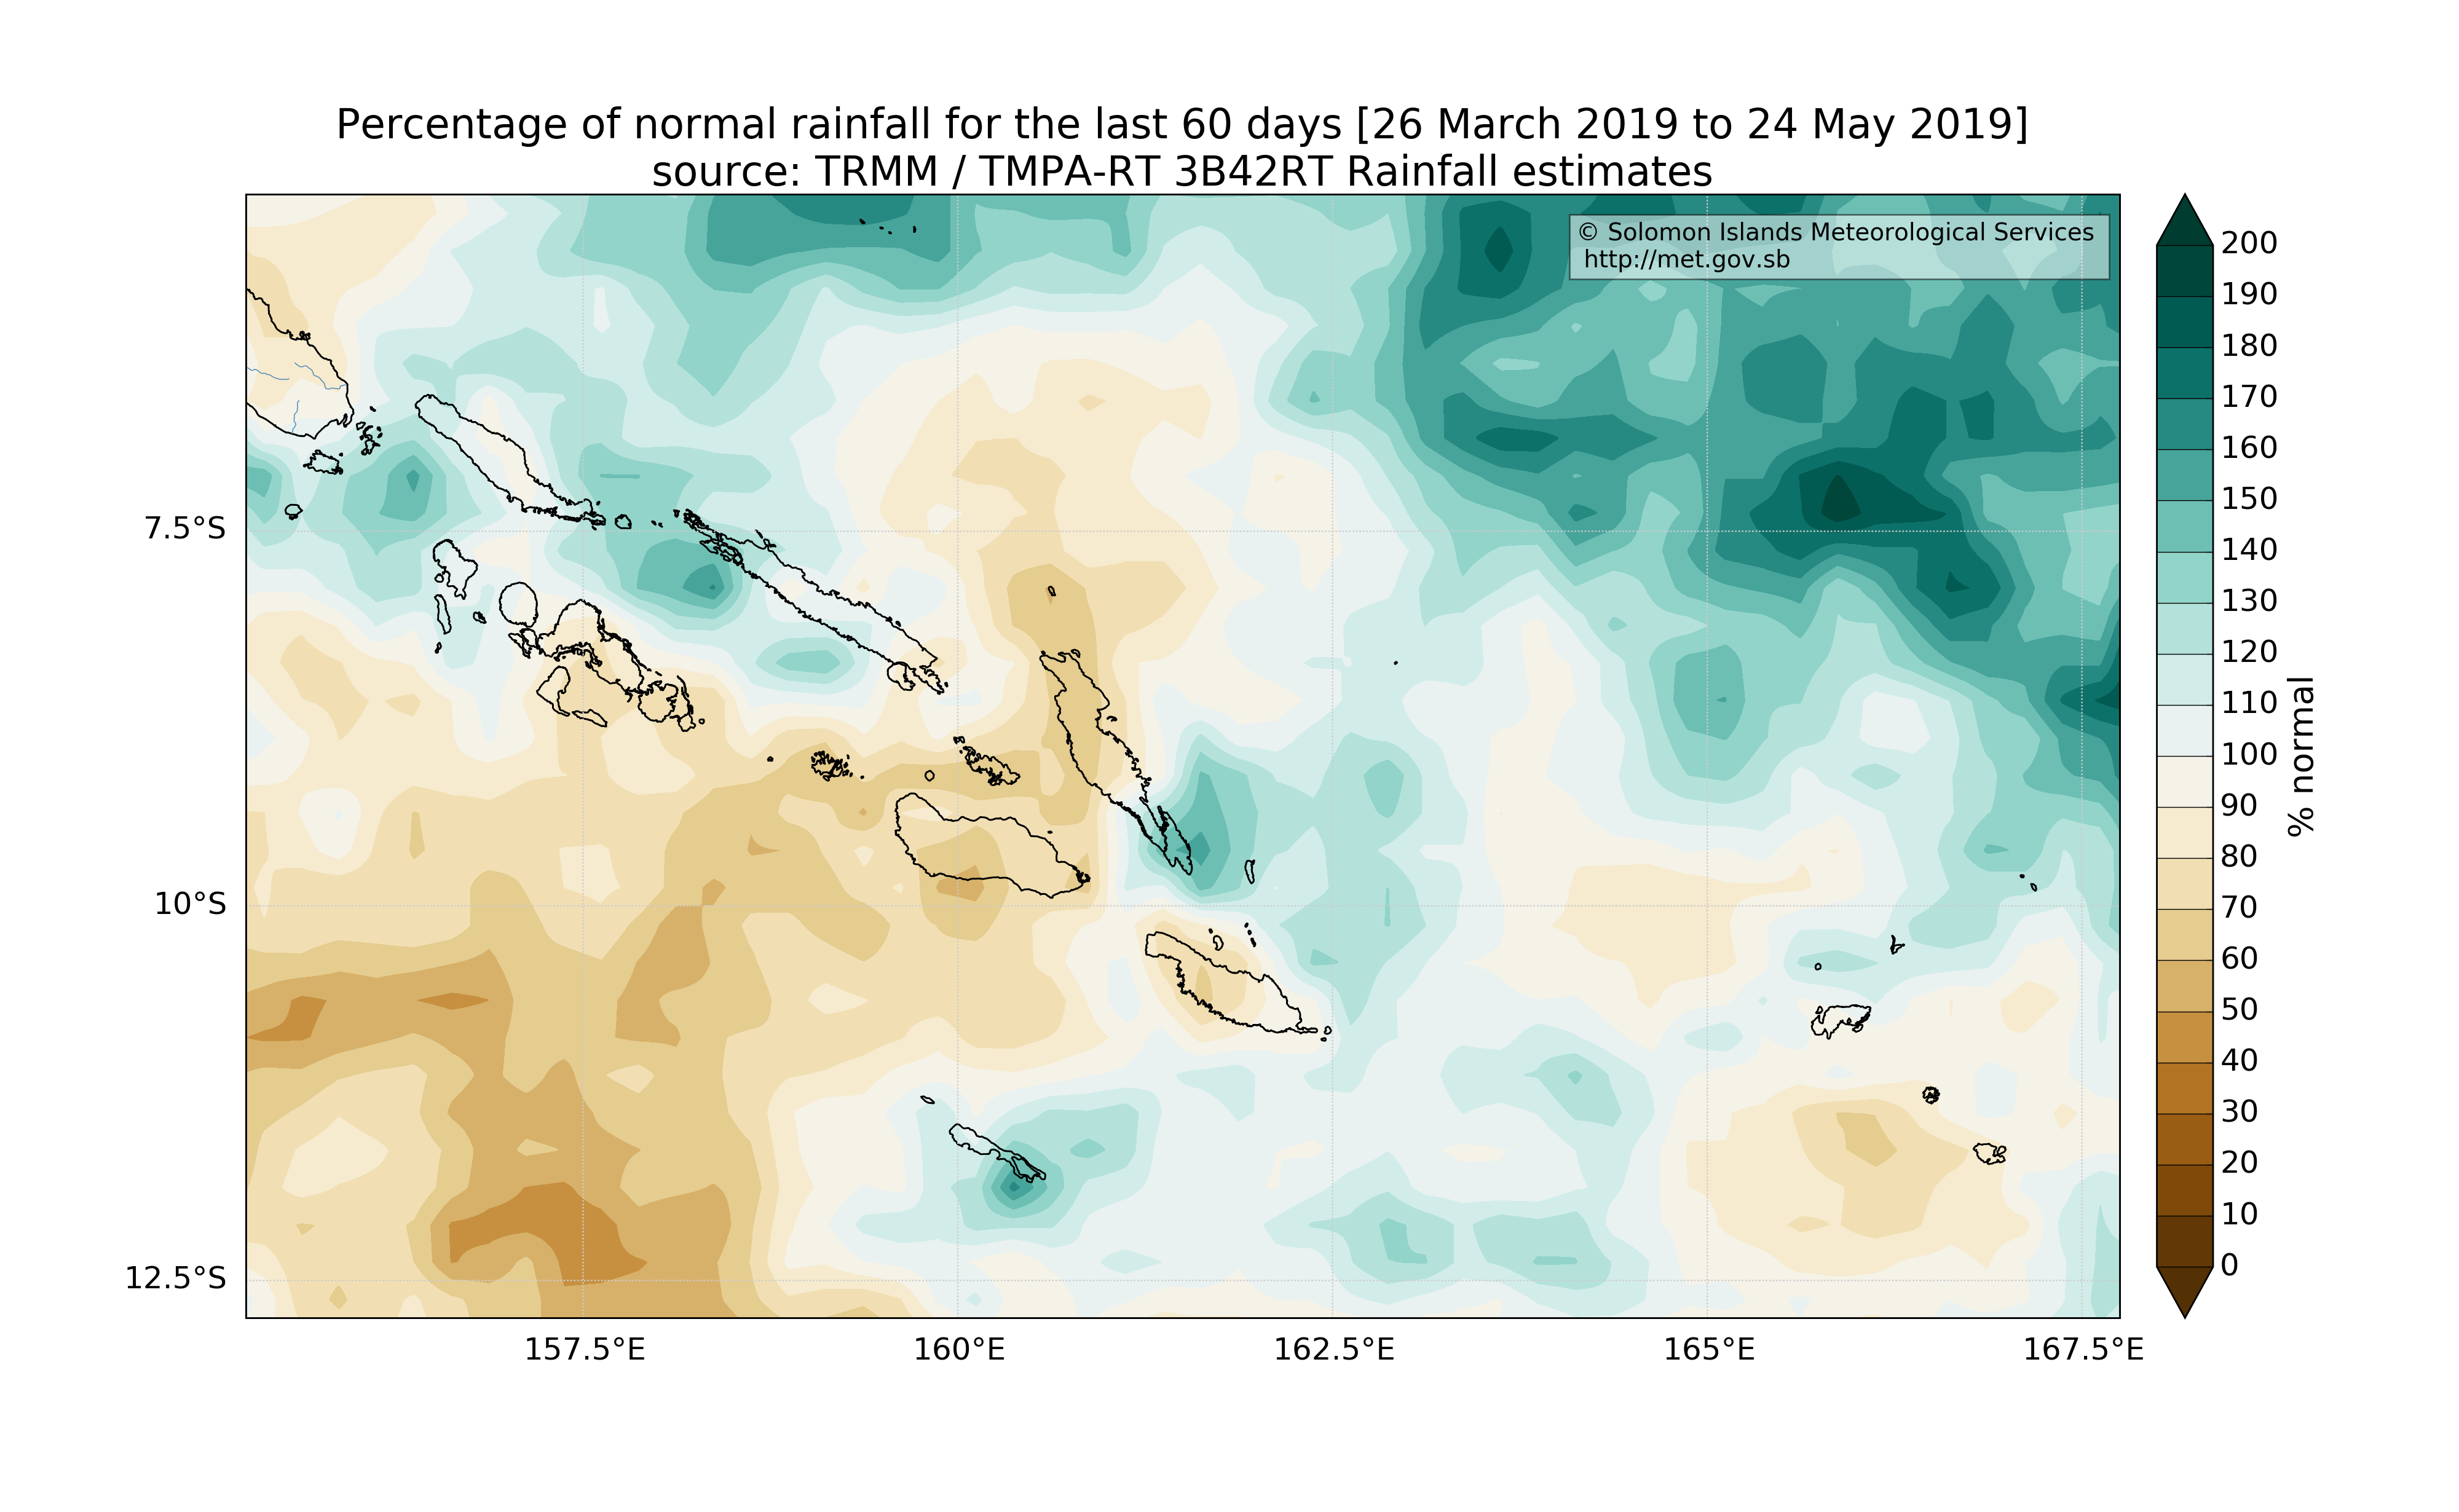 Percentage of normal rainfall for the last 60 days [26 March 2019 to 24 May 2019]
source: TRMM / TMPA-RT 3B42RT Rainfall estimates
© Solomon Islands Meteorological Services
http://met.gov.sb
7.5°S
10°S
12.5°S
157.5°E
160°E
162.5°E
165°E
167.5°E
200
190
180
170
160
150
140
130
120
110
100
90
80
70
60
50
40
30
20
10
0
% normal